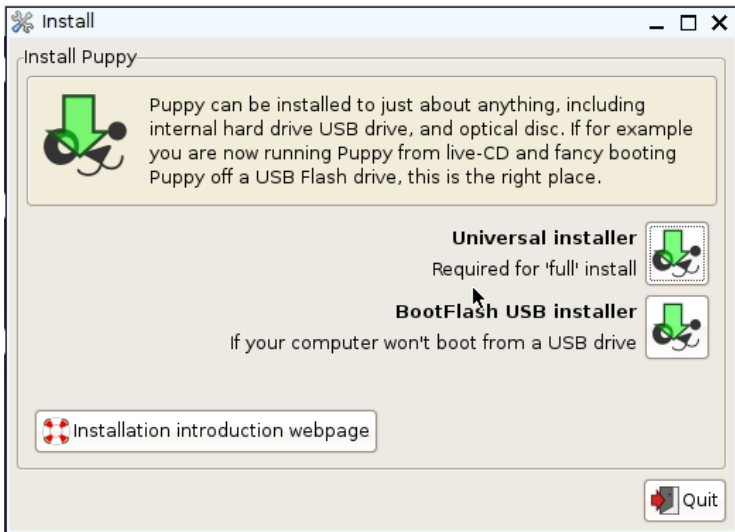 Install
Install Puppy
Puppy can be installed to just about anything, including
internal hard drive USB drive, and optical disc. If for example
you are now running Puppy from live-CD and fancy booting
Puppy off a USB Flash drive, this is the right place.
Universal installer
Required for 'full' install
BootFlash USB installer
If your computer won't boot from a USB drive
Installation introduction webpage
Quit